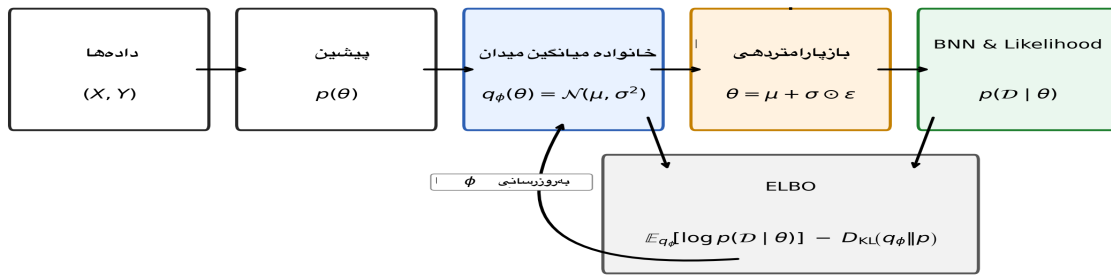 داده‌ها
(X, Y)
پیشین
p(θ)
خانواده میانگین میدان
q_ϕ(θ) = 𝒩(μ, σ²)
بازپارامتردهی
θ = μ + σ ⊙ ε
BNN & Likelihood
p(𝒟 | θ)
به‌روزرسانی ϕ
ELBO
𝔼_{q_ϕ}[log p(𝒟 | θ)] − D_KL(q_ϕ‖p)